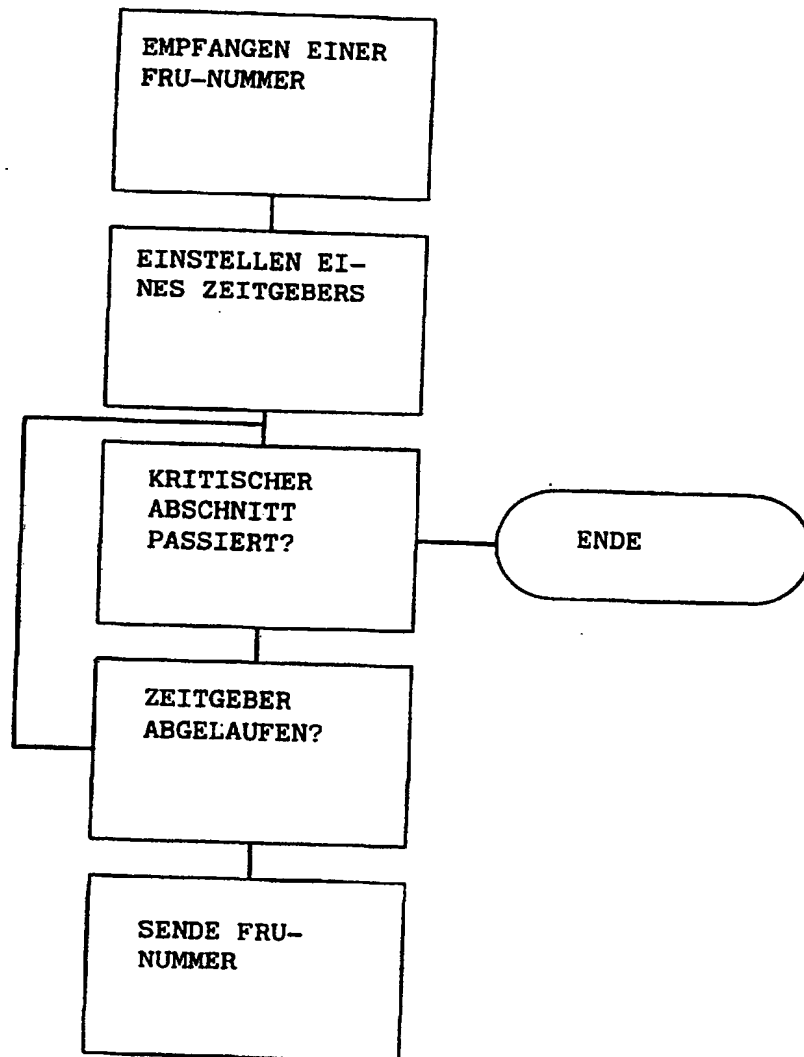 EMPFANGEN EINER
FRU-NUMMER
EINSTELLEN EI-
NES ZEITGEBERS
KRITISCHER
ABSCHNITT
PASSIERT?
ENDE
ZEITGEBER
ABGELAUFEN?
SENDE FRU-
NUMMER